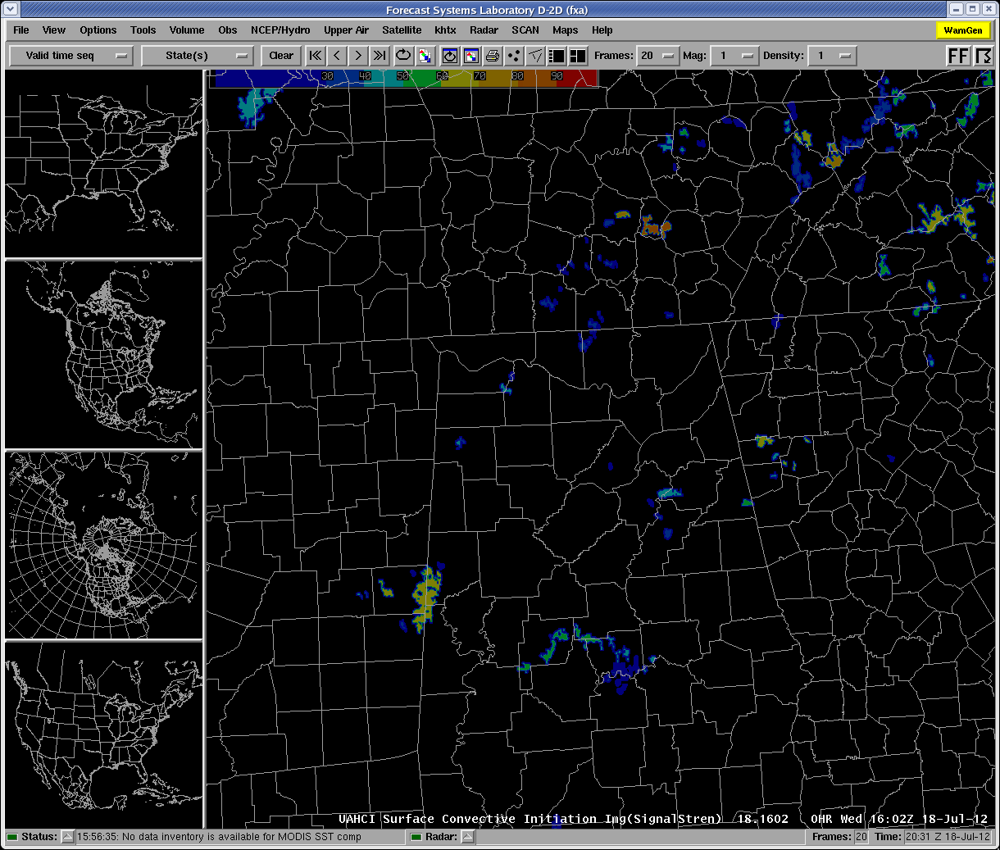 Forecast Systems Laboratory D-2D (fxa)
File View Options Tools Volume Obs NCEP/Hydro Upper Air Satellite khtx Radar SCAN Maps Help WarnGen
Valid time seq State(s) Clear Frames: 20 Mag: 1 Density: 1 FF
30 40 50 60 70 80 90
UAHCI Surface Convective Initiation Img(SignalStren) 18.1602 0HR Wed 16:02Z 18-Jul-12
Status: 15:56:35: No data inventory is available for MODIS SST comp Radar: Frames: 20 Time: 20:31 Z 18-Jul-12